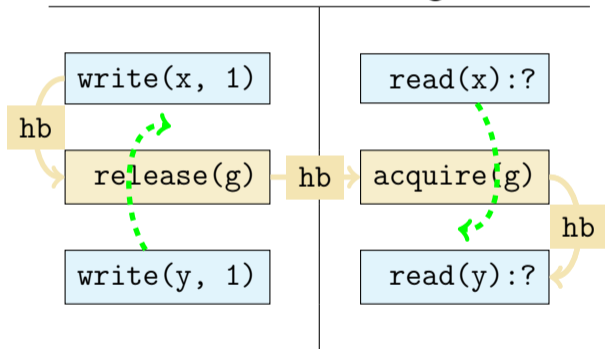 write(x, 1) read(x):?
hb
release(g) hb acquire(g)
hb
write(y, 1) read(y):?